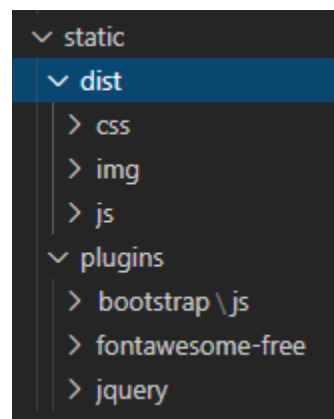 static
dist
css
img
js
plugins
bootstrap \ js
fontawesome-free
jquery